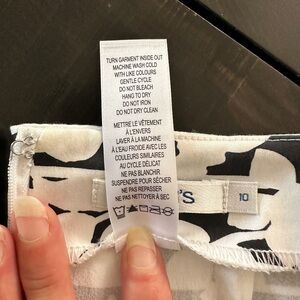 TURN GARMENT INSIDE OUT
MACHINE WASH COLD
WITH LIKE COLOURS
GENTLE CYCLE
DO NOT BLEACH
HANG TO DRY
DO NOT IRON
DO NOT DRY CLEAN
METTRE LE VÊTEMENT
À L'ENVERS
LAVER À LA MACHINE
À L'EAU FROIDE AVEC LES
COULEURS SIMILAIRES
AU CYCLE DÉLICAT
NE PAS BLANCHIR
SUSPENDRE POUR SÉCHER
NE PAS REPASSER
NE PAS NETTOYER À SEC
'S
10